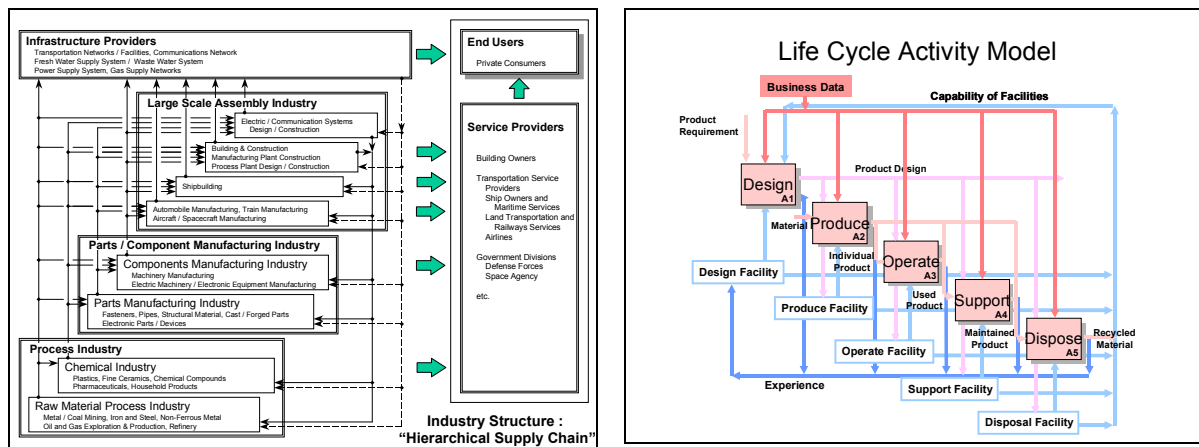 Infrastructure Providers
Transportation Networks / Facilities, Communications Network
Fresh Water Supply System / Waste Water System
Power Supply System, Gas Supply Networks
Large Scale Assembly Industry
Electric / Communication Systems
Design / Construction
Building & Construction
Manufacturing Plant Construction
Process Plant Design / Construction
Shipbuilding
Automobile Manufacturing, Train Manufacturing
Aircraft / Spacecraft Manufacturing
Parts / Component Manufacturing Industry
Components Manufacturing Industry
Machinery Manufacturing
Electric Machinery / Electronic Equipment Manufacturing
Parts Manufacturing Industry
Fasteners, Pipes, Structural Material, Cast / Forged Parts
Electronic Parts / Devices
Process Industry
Chemical Industry
Plastics, Fine Ceramics, Chemical Compounds
Pharmaceuticals, Household Products
Raw Material Process Industry
Metal / Coal Mining, Iron and Steel, Non-Ferrous Metal
Oil and Gas Exploration & Production, Refinery
End Users
Private Consumers
Service Providers
Building Owners
Transportation Service
Providers
Ship Owners and
Maritime Services
Land Transportation and
Railways Services
Airlines
Government Divisions
Defense Forces
Space Agency
etc.
Industry Structure :
“Hierarchical Supply Chain”
Life Cycle Activity Model
Business Data
Capability of Facilities
Product
Requirement
Product Design
Design
A1
Material
Produce
A2
Individual
Product
Operate
A3
Design Facility
Used
Product
Support
A4
Produce Facility
Maintained
Product
Dispose
A5
Recycled
Material
Operate Facility
Experience
Support Facility
Disposal Facility